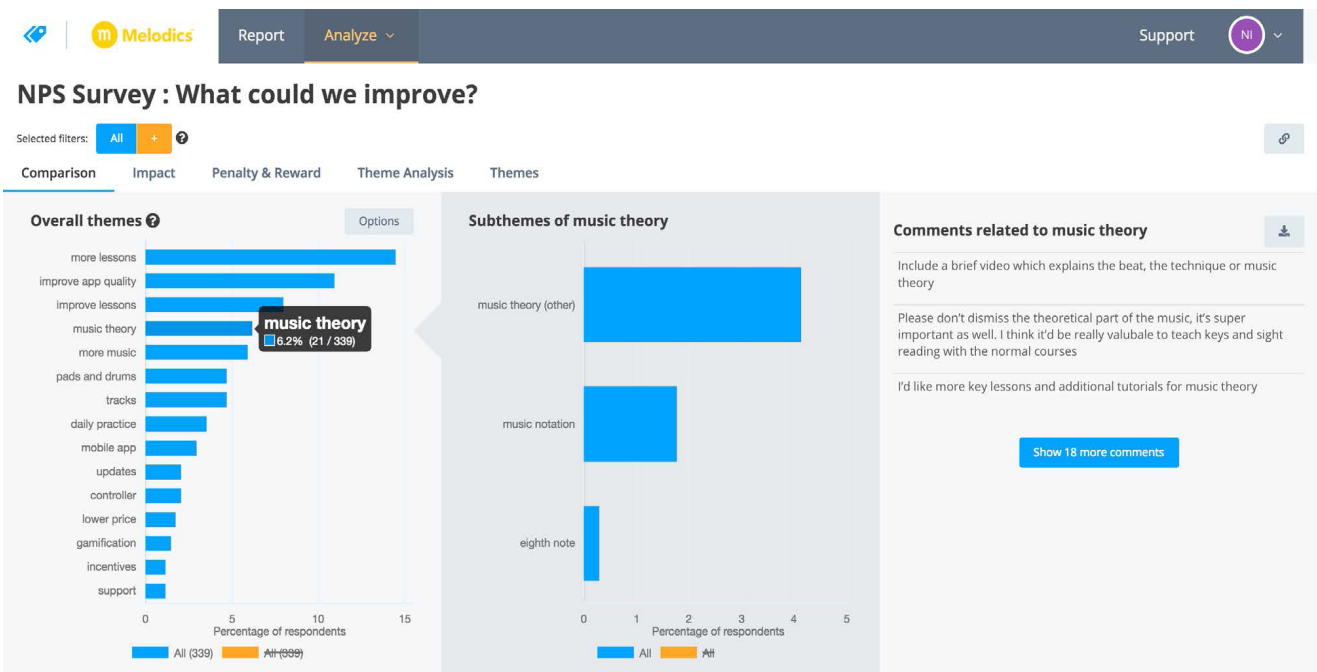 m Melodics
Report
Analyze
Support
NI
NPS Survey : What could we improve?
Selected filters:
All
+
?
Comparison
Impact
Penalty & Reward
Theme Analysis
Themes
Overall themes ?
Options
more lessons
improve app quality
improve lessons
music theory
more music
pads and drums
tracks
daily practice
mobile app
updates
controller
lower price
gamification
incentives
support
music theory
6.2% (21 / 339)
0 5 10 15
Percentage of respondents
All (339) All (339)
Subthemes of music theory
music theory (other)
music notation
eighth note
0 1 2 3 4 5
Percentage of respondents
All All
Comments related to music theory
Include a brief video which explains the beat, the technique or music
theory
Please don't dismiss the theoretical part of the music, it's super
important as well. I think it'd be really valubale to teach keys and sight
reading with the normal courses
I'd like more key lessons and additional tutorials for music theory
Show 18 more comments